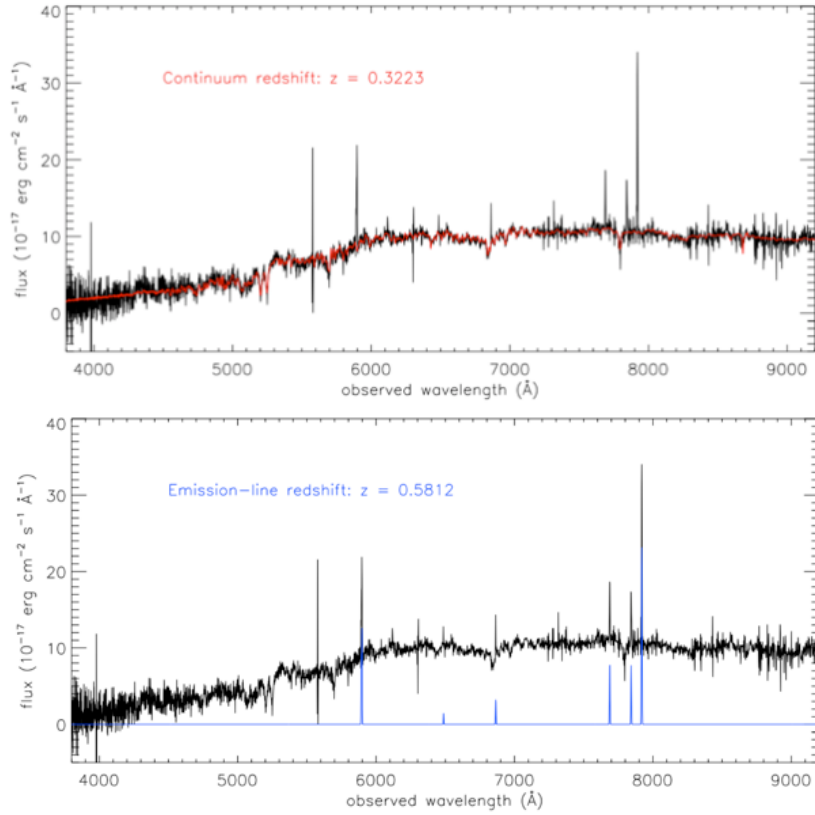 40
30
20
10
0
flux (10⁻¹⁷ erg cm⁻² s⁻¹ Å⁻¹)
Continuum redshift: z = 0.3223
4000 5000 6000 7000 8000 9000
observed wavelength (Å)
40
30
20
10
0
flux (10⁻¹⁷ erg cm⁻² s⁻¹ Å⁻¹)
Emission−line redshift: z = 0.5812
4000 5000 6000 7000 8000 9000
observed wavelength (Å)